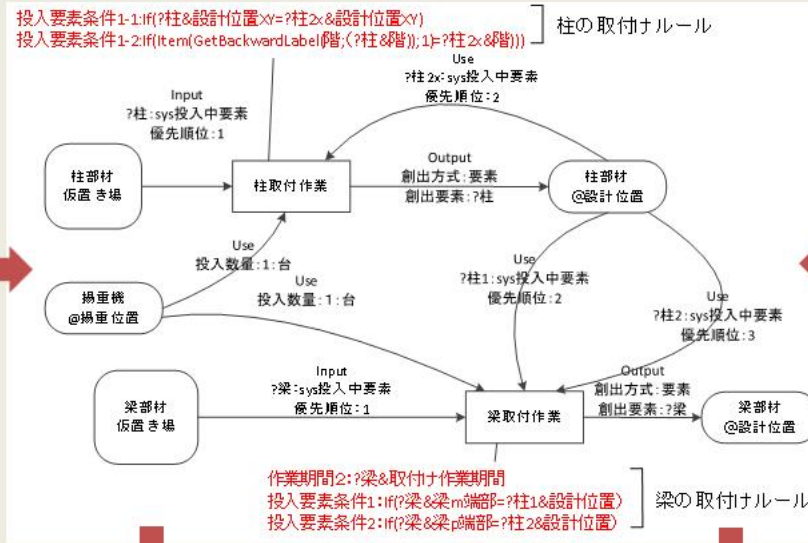 投入要素条件1-1:If(?柱&設計位置XY=?柱2x&設計位置XY)
投入要素条件1-2:If(Item(GetBackwardLabel(階;(?柱&階));1)=?柱2x&階)))
柱の取付けルール
Use
?柱2x:sys投入中要素
優先順位:2
Input
?柱:sys投入中要素
優先順位:1
柱部材
仮置き場
柱取付作業
Output
創出方式:要素
創出要素:?柱
柱部材
@設計位置
Use
投入数量:1:台
Use
投入数量:1:台
揚重機
@揚重位置
Use
?柱1:sys投入中要素
優先順位:2
Use
?柱2:sys投入中要素
優先順位:3
Input
?梁:sys投入中要素
優先順位:1
梁部材
仮置き場
梁取付作業
Output
創出方式:要素
創出要素:?梁
梁部材
@設計位置
作業期間2:?梁&取付け作業期間
投入要素条件1:If(?梁&梁m端部=?柱1&設計位置)
投入要素条件2:If(?梁&梁p端部=?柱2&設計位置)
梁の取付けルール